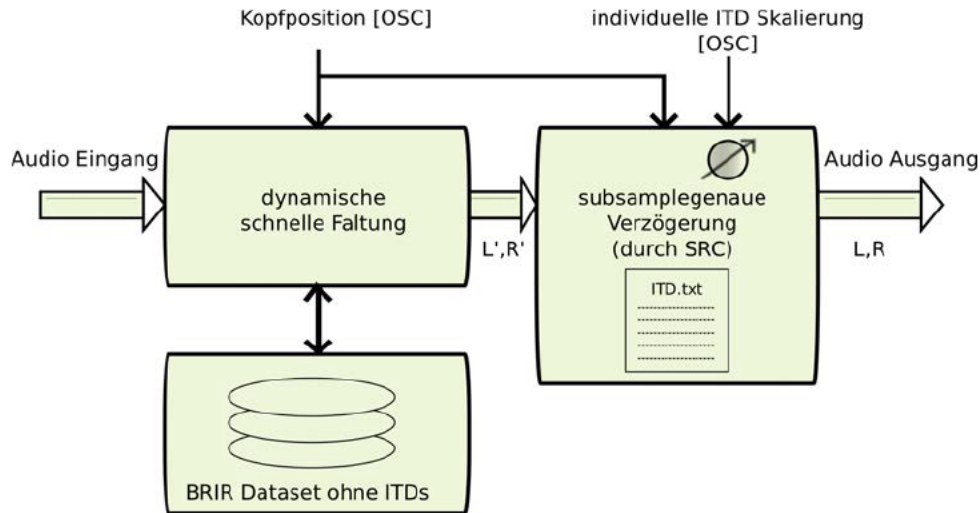 Kopfposition [OSC]
individuelle ITD Skalierung
[OSC]
Audio Eingang
dynamische
schnelle Faltung
L',R'
subsamplegenaue
Verzögerung
(durch SRC)
ITD.txt
Audio Ausgang
L,R
BRIR Dataset ohne ITDs